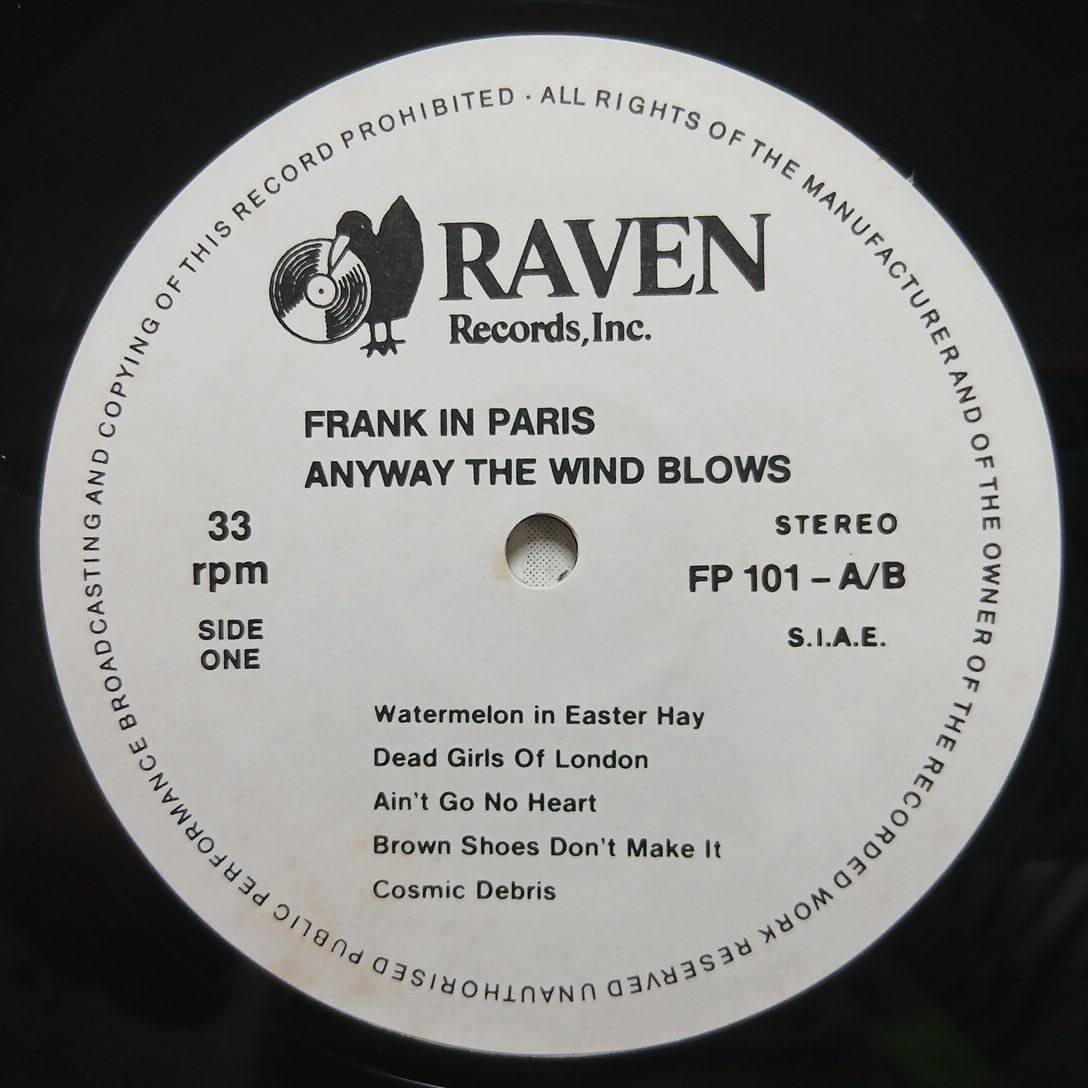 UNAUTHORISED PUBLIC PERFORMANCE BROADCASTING AND COPYING OF THIS RECORD PROHIBITED · ALL RIGHTS OF THE MANUFACTURER AND OF THE OWNER OF THE RECORDED WORK RESERVED
RAVEN
Records, Inc.
FRANK IN PARIS
ANYWAY THE WIND BLOWS
33
rpm
SIDE
ONE
STEREO
FP 101 – A/B
S.I.A.E.
Watermelon in Easter Hay
Dead Girls Of London
Ain't Go No Heart
Brown Shoes Don't Make It
Cosmic Debris